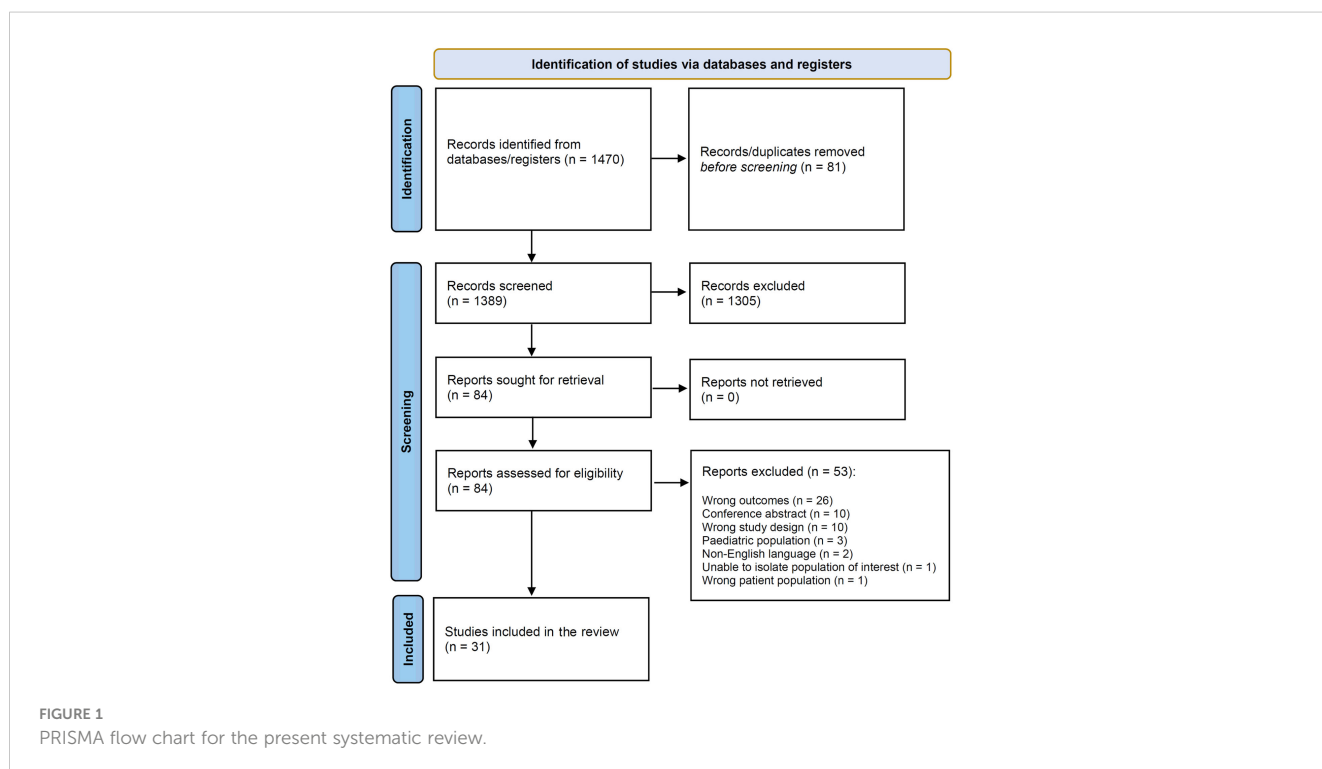 Identification of studies via databases and registers
Identification
Records identified from
databases/registers (n = 1470)
Records/duplicates removed
before screening (n = 81)
Screening
Records screened
(n = 1389)
Records excluded
(n = 1305)
Reports sought for retrieval
(n = 84)
Reports not retrieved
(n = 0)
Reports assessed for eligibility
(n = 84)
Reports excluded (n = 53):
Wrong outcomes (n = 26)
Conference abstract (n = 10)
Wrong study design (n = 10)
Paediatric population (n = 3)
Non-English language (n = 2)
Unable to isolate population of interest (n = 1)
Wrong patient population (n = 1)
Included
Studies included in the review
(n = 31)
FIGURE 1
PRISMA flow chart for the present systematic review.